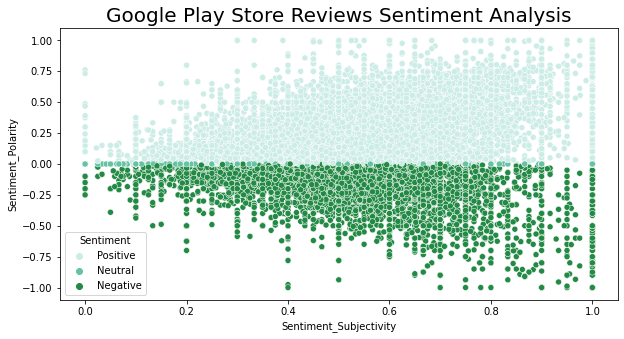 Google Play Store Reviews Sentiment Analysis
1.00
0.75
0.50
0.25
0.00
−0.25
−0.50
−0.75
−1.00
Sentiment_Polarity
Sentiment
Positive
Neutral
Negative
0.0 0.2 0.4 0.6 0.8 1.0
Sentiment_Subjectivity